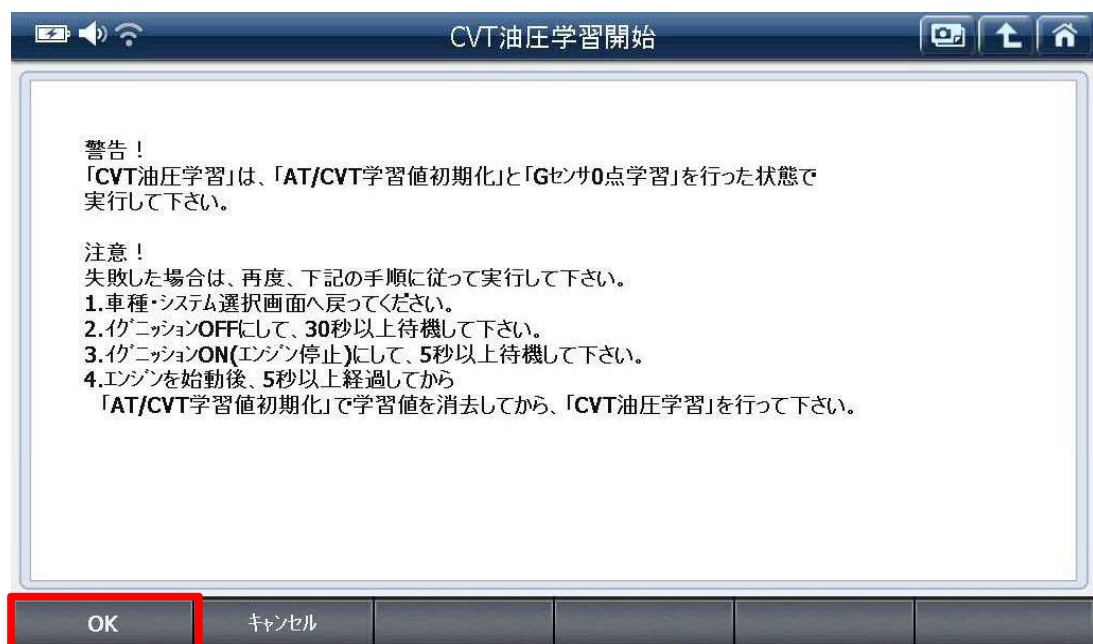 CVT油圧学習開始
警告！
「CVT油圧学習」は、「AT/CVT学習値初期化」と「Gｾﾝｻ0点学習」を行った状態で
実行して下さい。
注意！
失敗した場合は、再度、下記の手順に従って実行して下さい。
1.車種･システム選択画面へ戻ってください。
2.ｲｸﾞﾆｯｼｮﾝOFFにして、30秒以上待機して下さい。
3.ｲｸﾞﾆｯｼｮﾝON(ｴﾝｼﾞﾝ停止)にして、5秒以上待機して下さい。
4.ｴﾝｼﾞﾝを始動後、5秒以上経過してから
「AT/CVT学習値初期化」で学習値を消去してから、「CVT油圧学習」を行って下さい。
OK ｷｬﾝｾﾙ